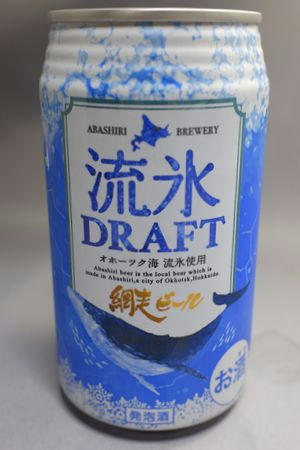 ABASHIRI BREWERY
流氷
DRAFT
オホーツク海 流氷使用
Abashiri beer is the local beer which is
made in Abashiri,a city of Okhotsk,Hokkaido.
網走ビール
お酒
発泡酒